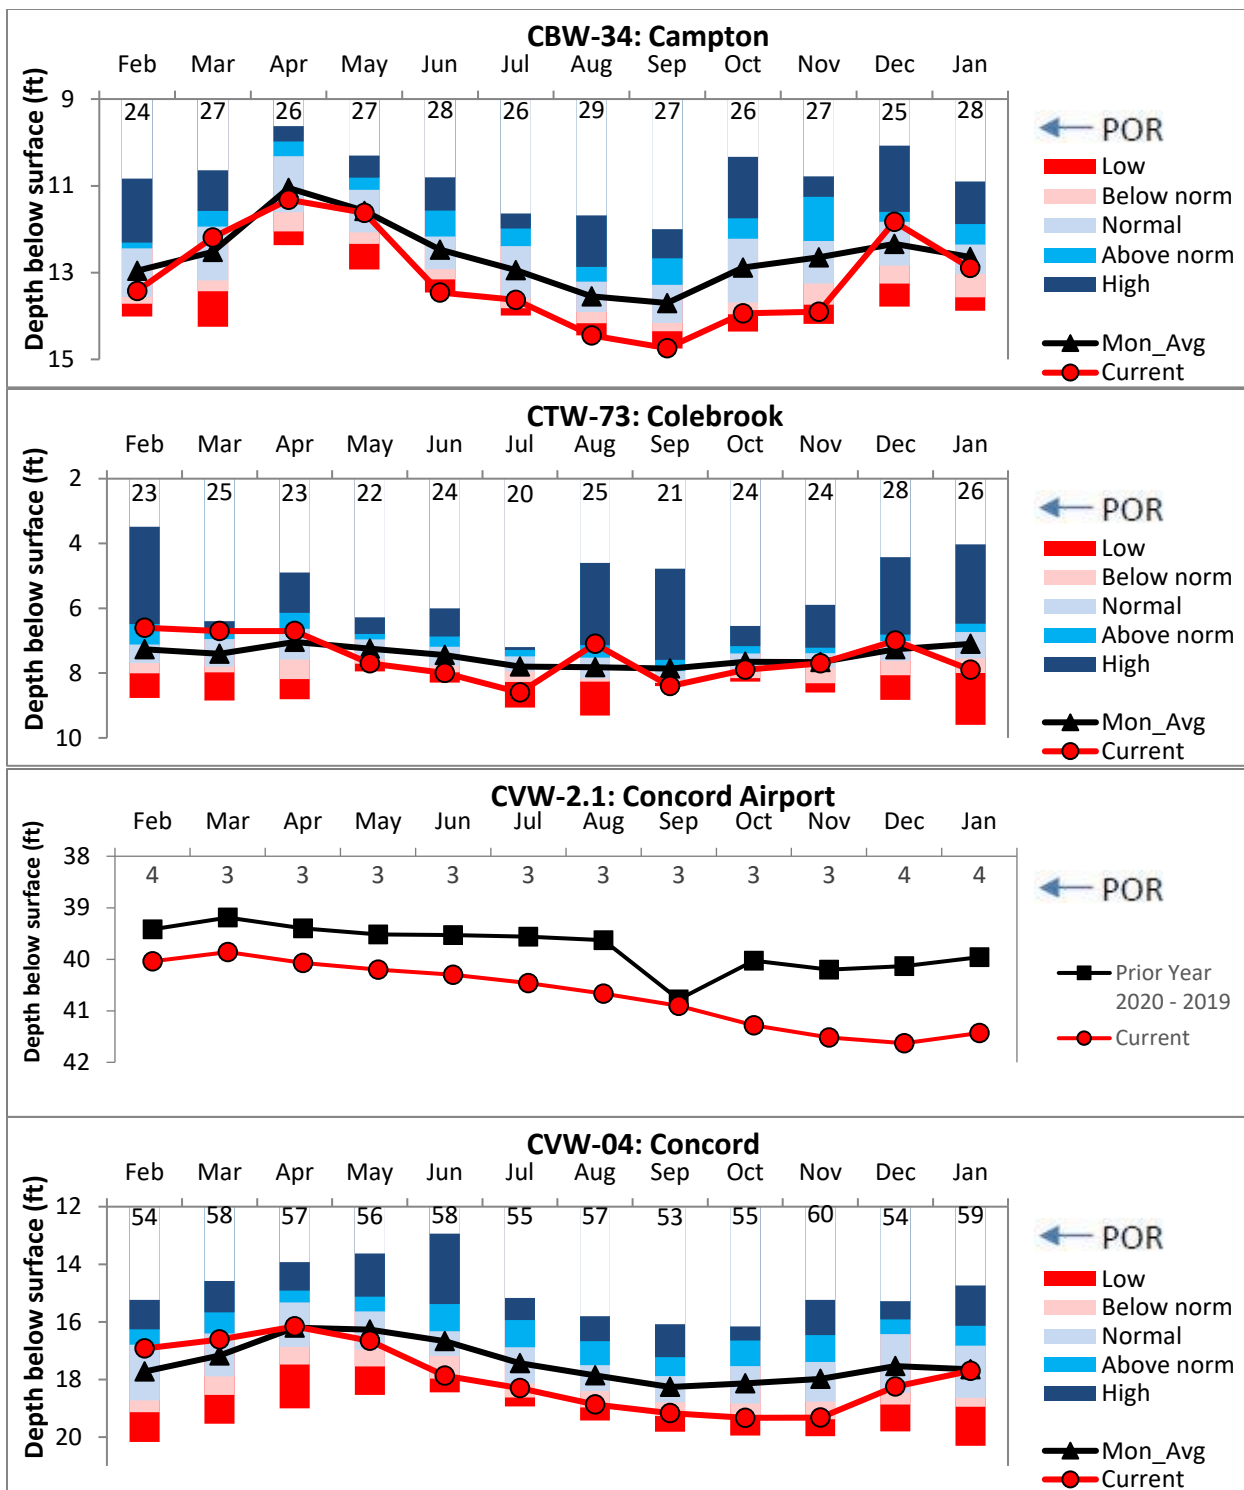 CBW-34: Campton
Feb Mar Apr May Jun Jul Aug Sep Oct Nov Dec Jan
Depth below surface (ft)
9
11
13
15
24 27 26 27 28 26 29 27 26 27 25 28
POR
Low
Below norm
Normal
Above norm
High
Mon_Avg
Current
CTW-73: Colebrook
Feb Mar Apr May Jun Jul Aug Sep Oct Nov Dec Jan
Depth below surface (ft)
2
4
6
8
10
23 25 23 22 24 20 25 21 24 24 28 26
POR
Low
Below norm
Normal
Above norm
High
Mon_Avg
Current
CVW-2.1: Concord Airport
Feb Mar Apr May Jun Jul Aug Sep Oct Nov Dec Jan
Depth below surface (ft)
38
39
40
41
42
4 3 3 3 3 3 3 3 3 3 4 4
POR
Prior Year
2020 - 2019
Current
CVW-04: Concord
Feb Mar Apr May Jun Jul Aug Sep Oct Nov Dec Jan
Depth below surface (ft)
12
14
16
18
20
54 58 57 56 58 55 57 53 55 60 54 59
POR
Low
Below norm
Normal
Above norm
High
Mon_Avg
Current